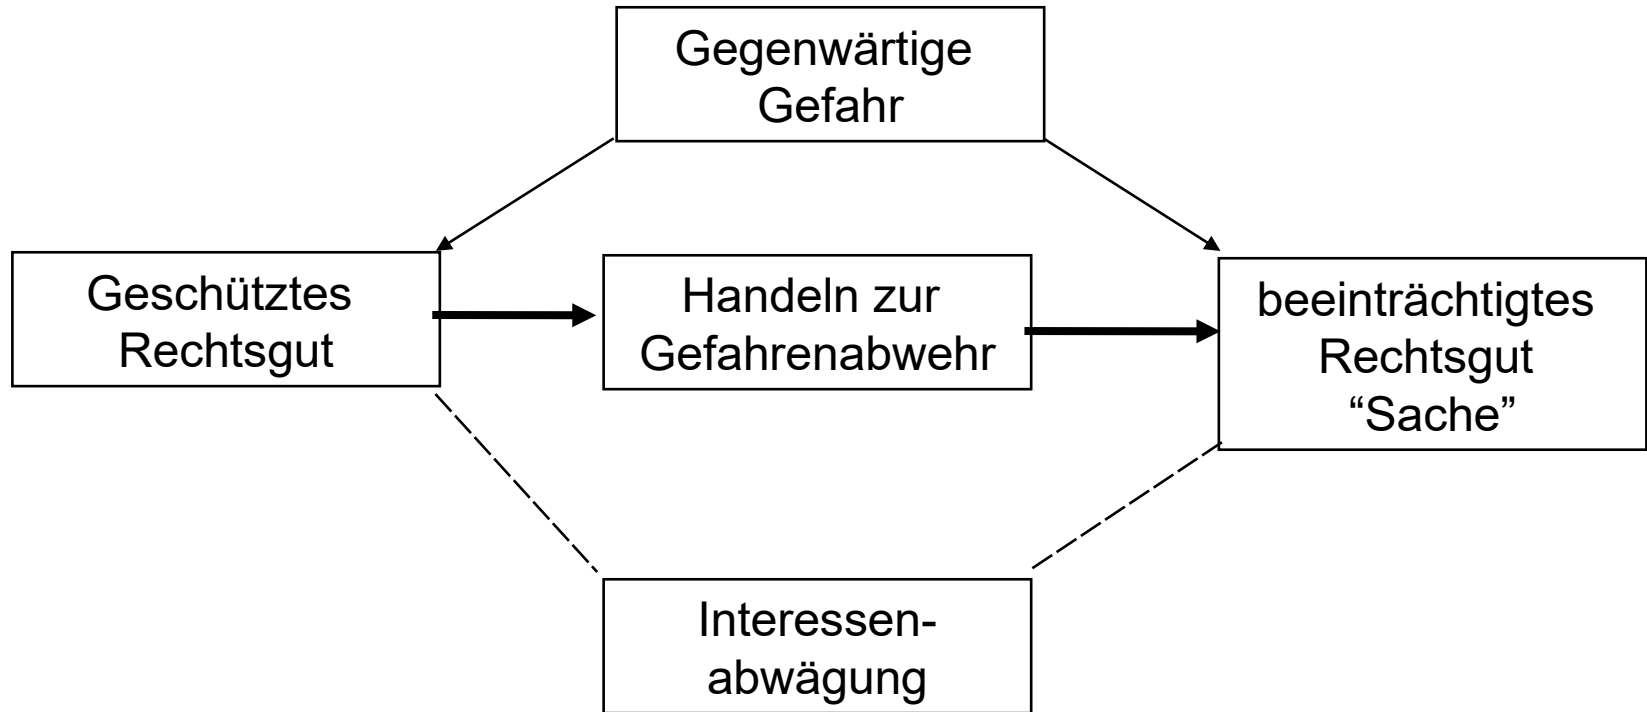 Gegenwärtige
Gefahr
Geschütztes
Rechtsgut
Handeln zur
Gefahrenabwehr
beeinträchtigtes
Rechtsgut
“Sache”
Interessen-
abwägung